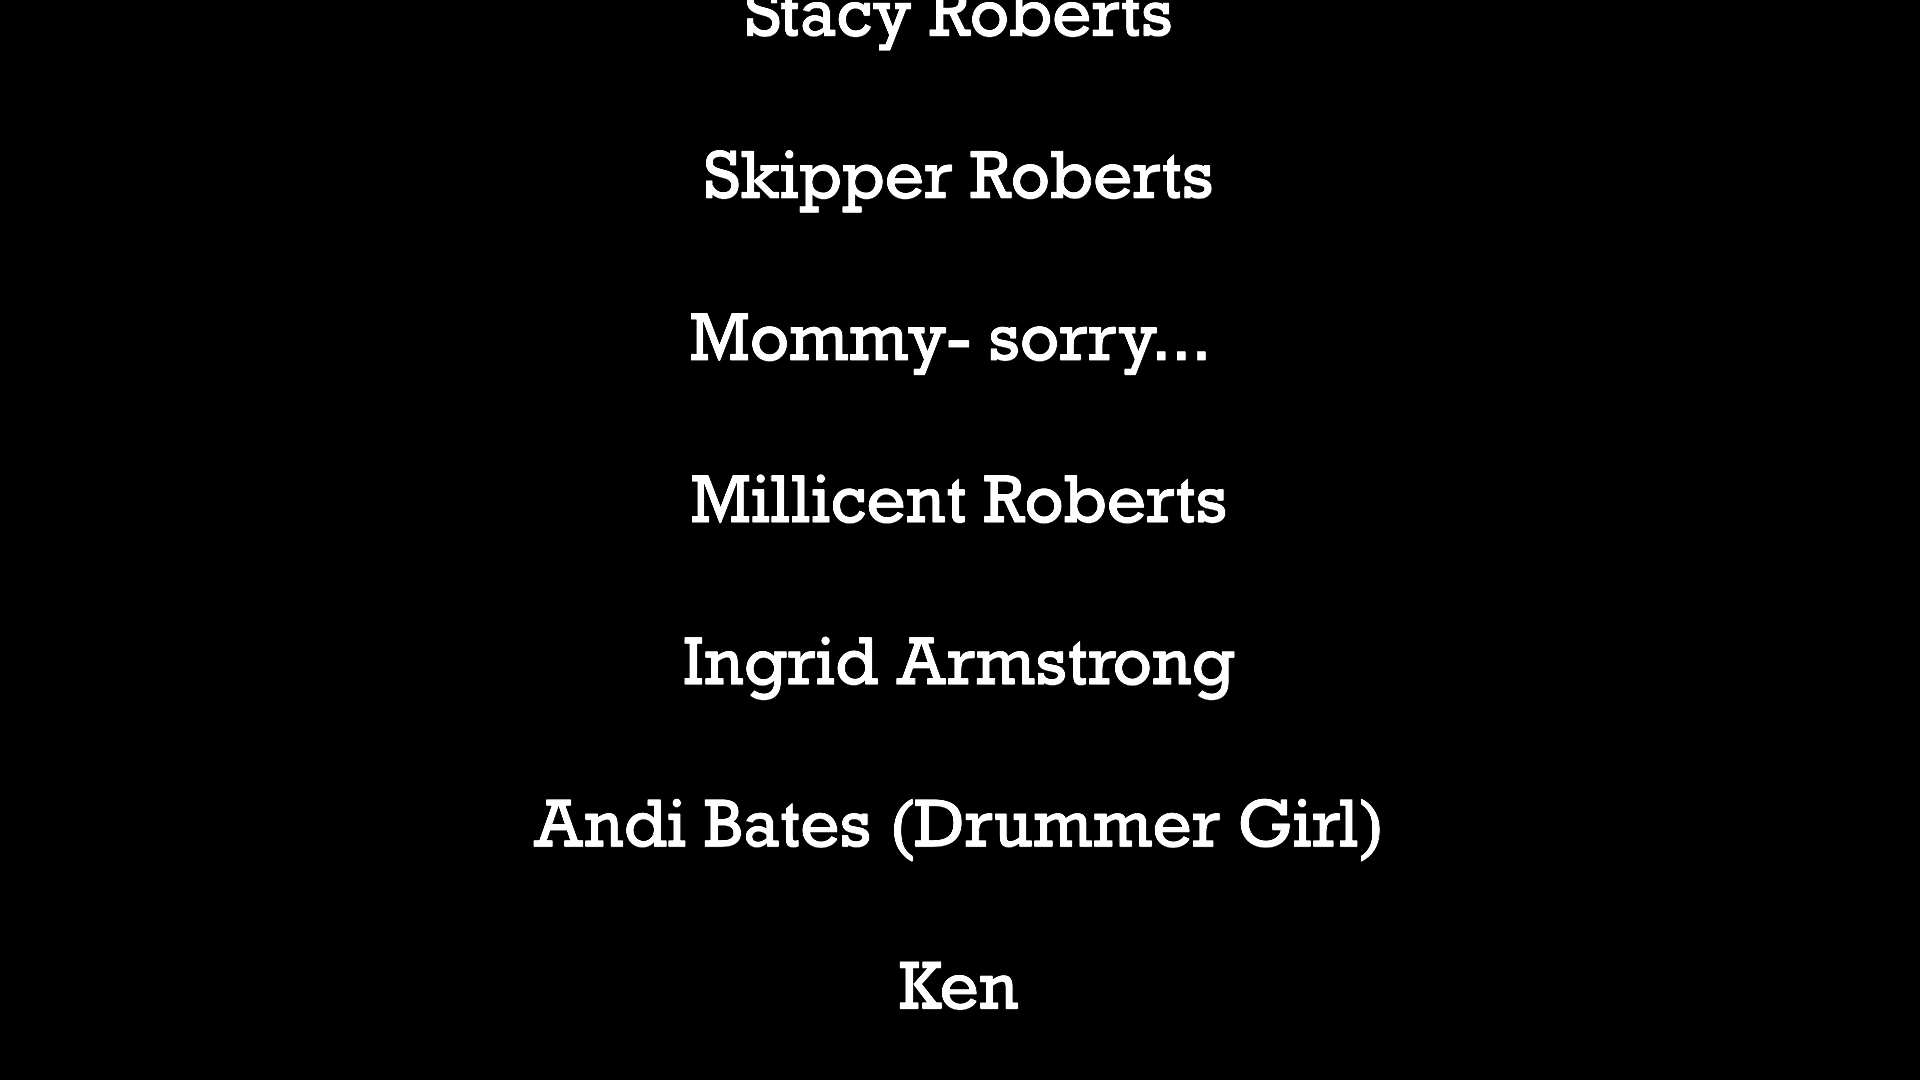 Stacy Roberts
Skipper Roberts
Mommy- sorry...
Millicent Roberts
Ingrid Armstrong
Andi Bates (Drummer Girl)
Ken